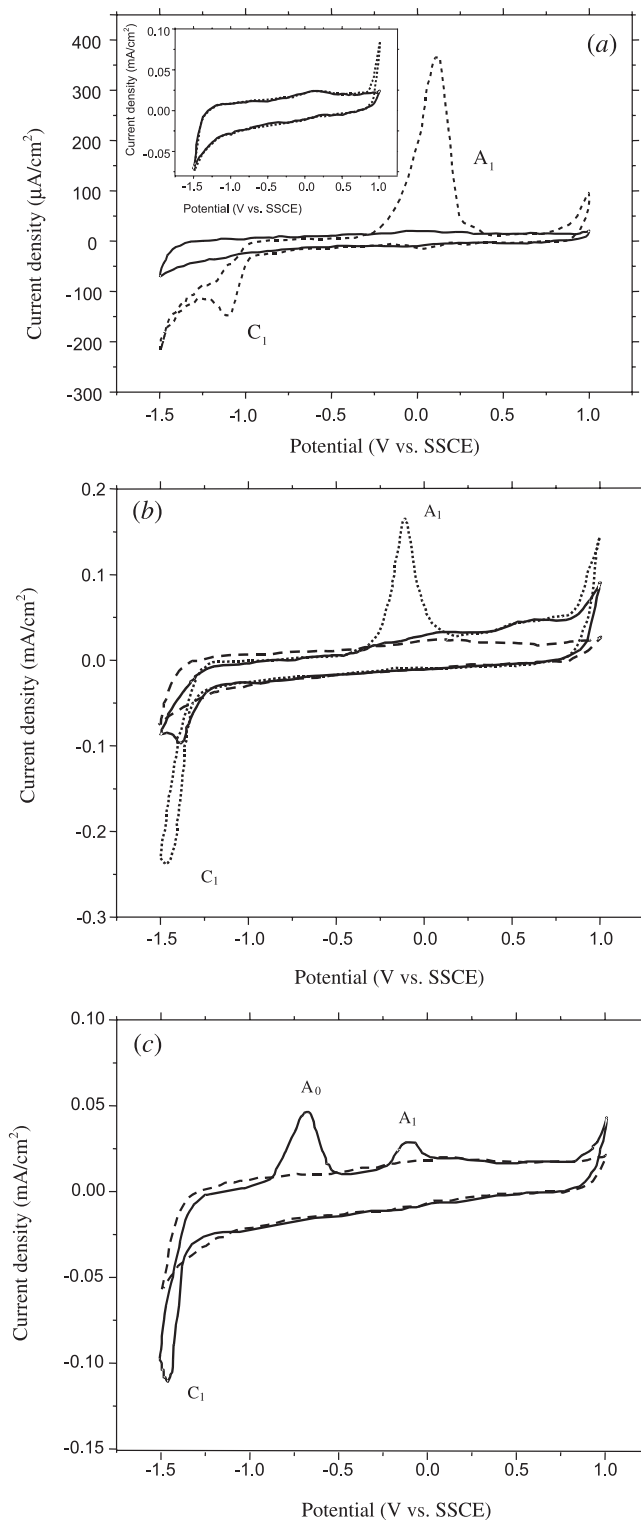 (a)
0.10
0.05
0.00
-0.05
Current density (mA/cm²)
-1.5 -1.0 -0.5 0.0 0.5 1.0
Potential (V vs. SSCE)
400
300
200
100
0
-100
-200
-300
Current density (μA/cm²)
A₁
C₁
-1.5 -1.0 -0.5 0.0 0.5 1.0
Potential (V vs. SSCE)
(b)
0.2
0.1
0.0
-0.1
-0.2
-0.3
Current density (mA/cm²)
A₁
C₁
-1.5 -1.0 -0.5 0.0 0.5 1.0
Potential (V vs. SSCE)
(c)
0.10
0.05
0.00
-0.05
-0.10
-0.15
Current density (mA/cm²)
A₀
A₁
C₁
-1.5 -1.0 -0.5 0.0 0.5 1.0
Potential (V vs. SSCE)